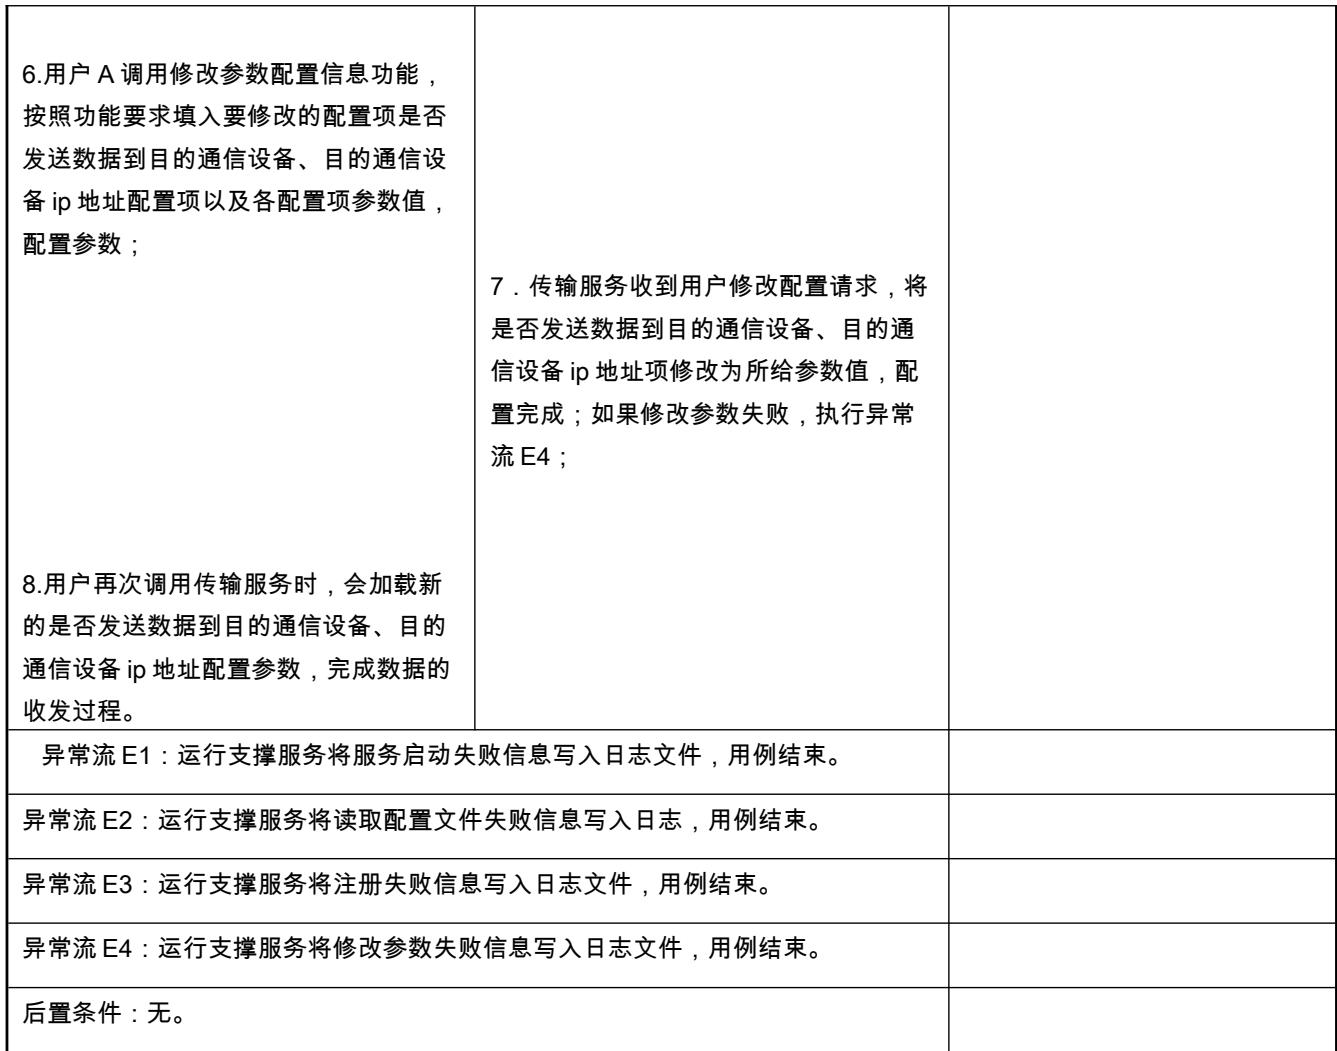 6.用户 A 调用修改参数配置信息功能，
按照功能要求填入要修改的配置项是否
发送数据到目的通信设备、目的通信设
备 ip 地址配置项以及各配置项参数值，
配置参数；
7．传输服务收到用户修改配置请求，将
是否发送数据到目的通信设备、目的通
信设备 ip 地址项修改为所给参数值，配
置完成；如果修改参数失败，执行异常
流 E4；
8.用户再次调用传输服务时，会加载新
的是否发送数据到目的通信设备、目的
通信设备 ip 地址配置参数，完成数据的
收发过程。
异常流 E1：运行支撑服务将服务启动失败信息写入日志文件，用例结束。
异常流 E2：运行支撑服务将读取配置文件失败信息写入日志，用例结束。
异常流 E3：运行支撑服务将注册失败信息写入日志文件，用例结束。
异常流 E4：运行支撑服务将修改参数失败信息写入日志文件，用例结束。
后置条件：无。